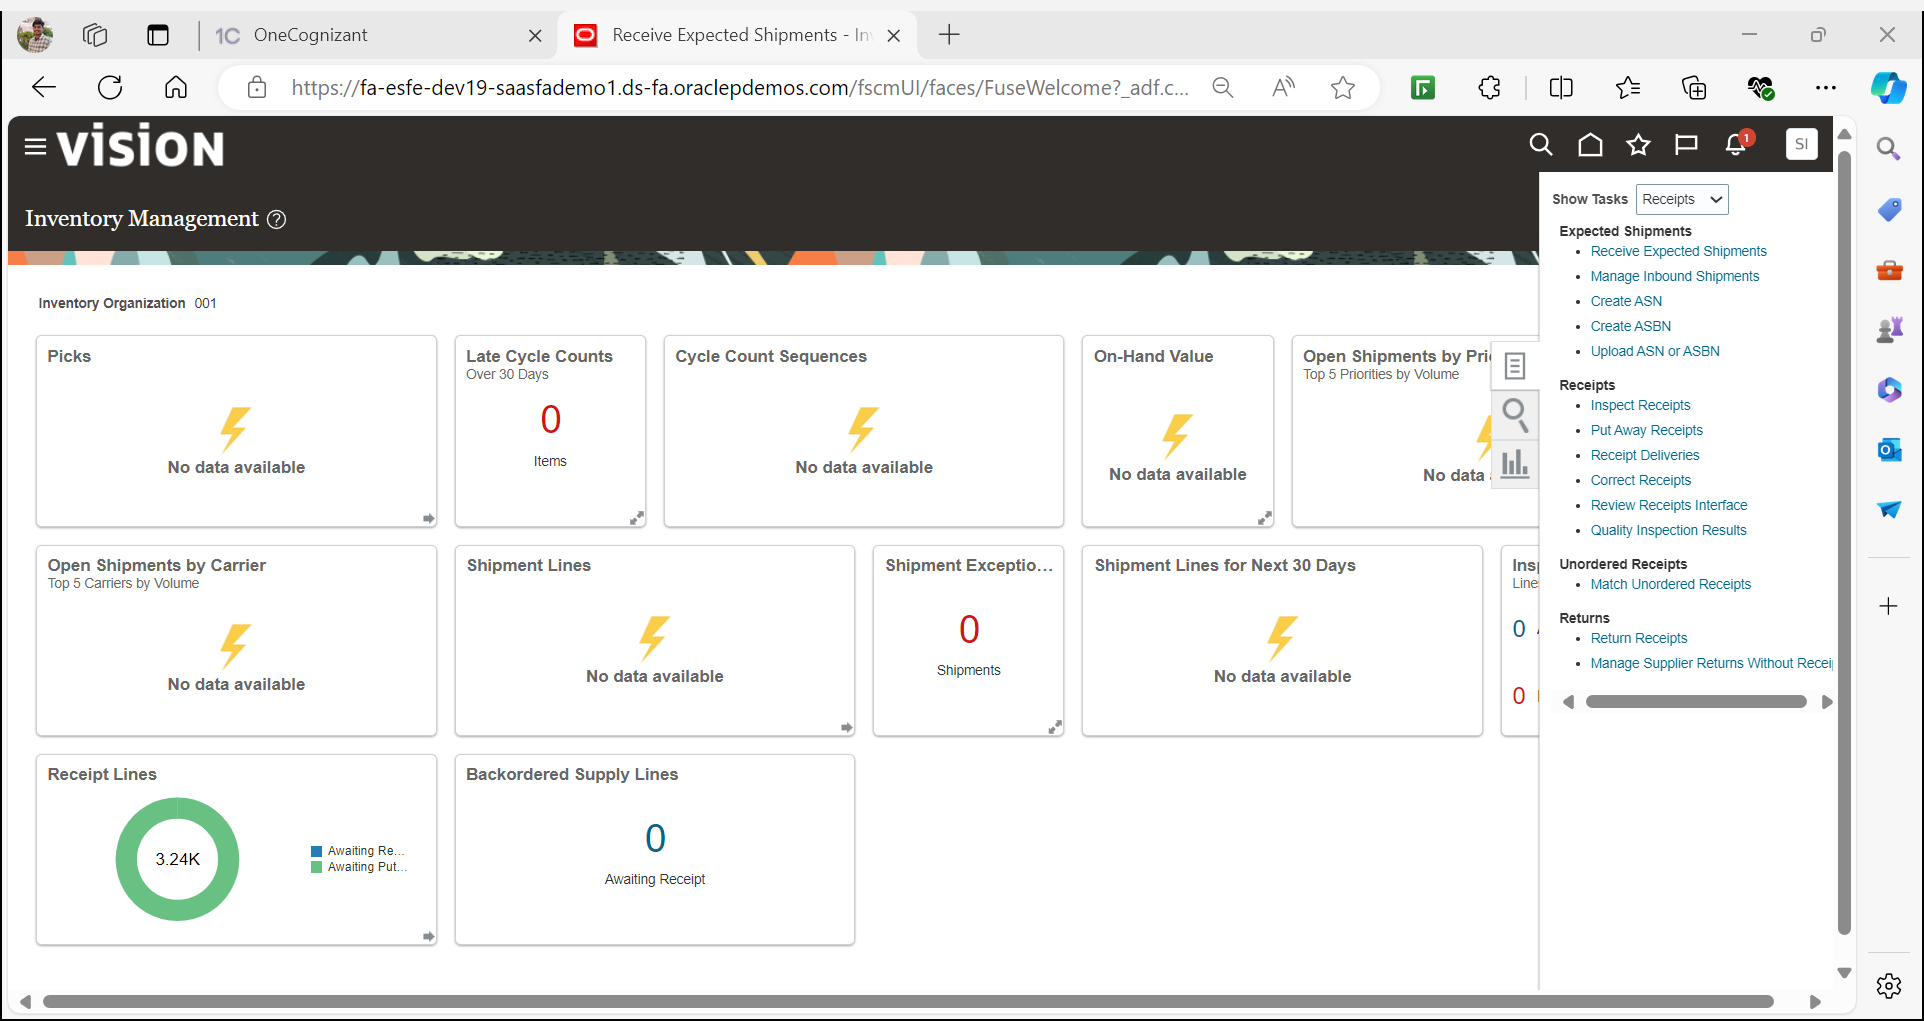 OneCognizant
Receive Expected Shipments - In
https://fa-esfe-dev19-saasfademo1.ds-fa.oraclepdemos.com/fscmUI/faces/FuseWelcome?_adf.c...
VISION
1
SI
Inventory Management ?
Show Tasks Receipts
Expected Shipments
Receive Expected Shipments
Manage Inbound Shipments
Create ASN
Create ASBN
Upload ASN or ASBN
Receipts
Inspect Receipts
Put Away Receipts
Receipt Deliveries
Correct Receipts
Review Receipts Interface
Quality Inspection Results
Unordered Receipts
Match Unordered Receipts
Returns
Return Receipts
Manage Supplier Returns Without Recei
Inventory Organization 001
Picks
No data available
Late Cycle Counts
Over 30 Days
0
Items
Cycle Count Sequences
No data available
On-Hand Value
No data available
Open Shipments by Pri
Top 5 Priorities by Volume
No data
Open Shipments by Carrier
Top 5 Carriers by Volume
No data available
Shipment Lines
No data available
Shipment Exceptio...
0
Shipments
Shipment Lines for Next 30 Days
No data available
Ins
Line
0
0
Receipt Lines
3.24K
Awaiting Re...
Awaiting Put...
Backordered Supply Lines
0
Awaiting Receipt